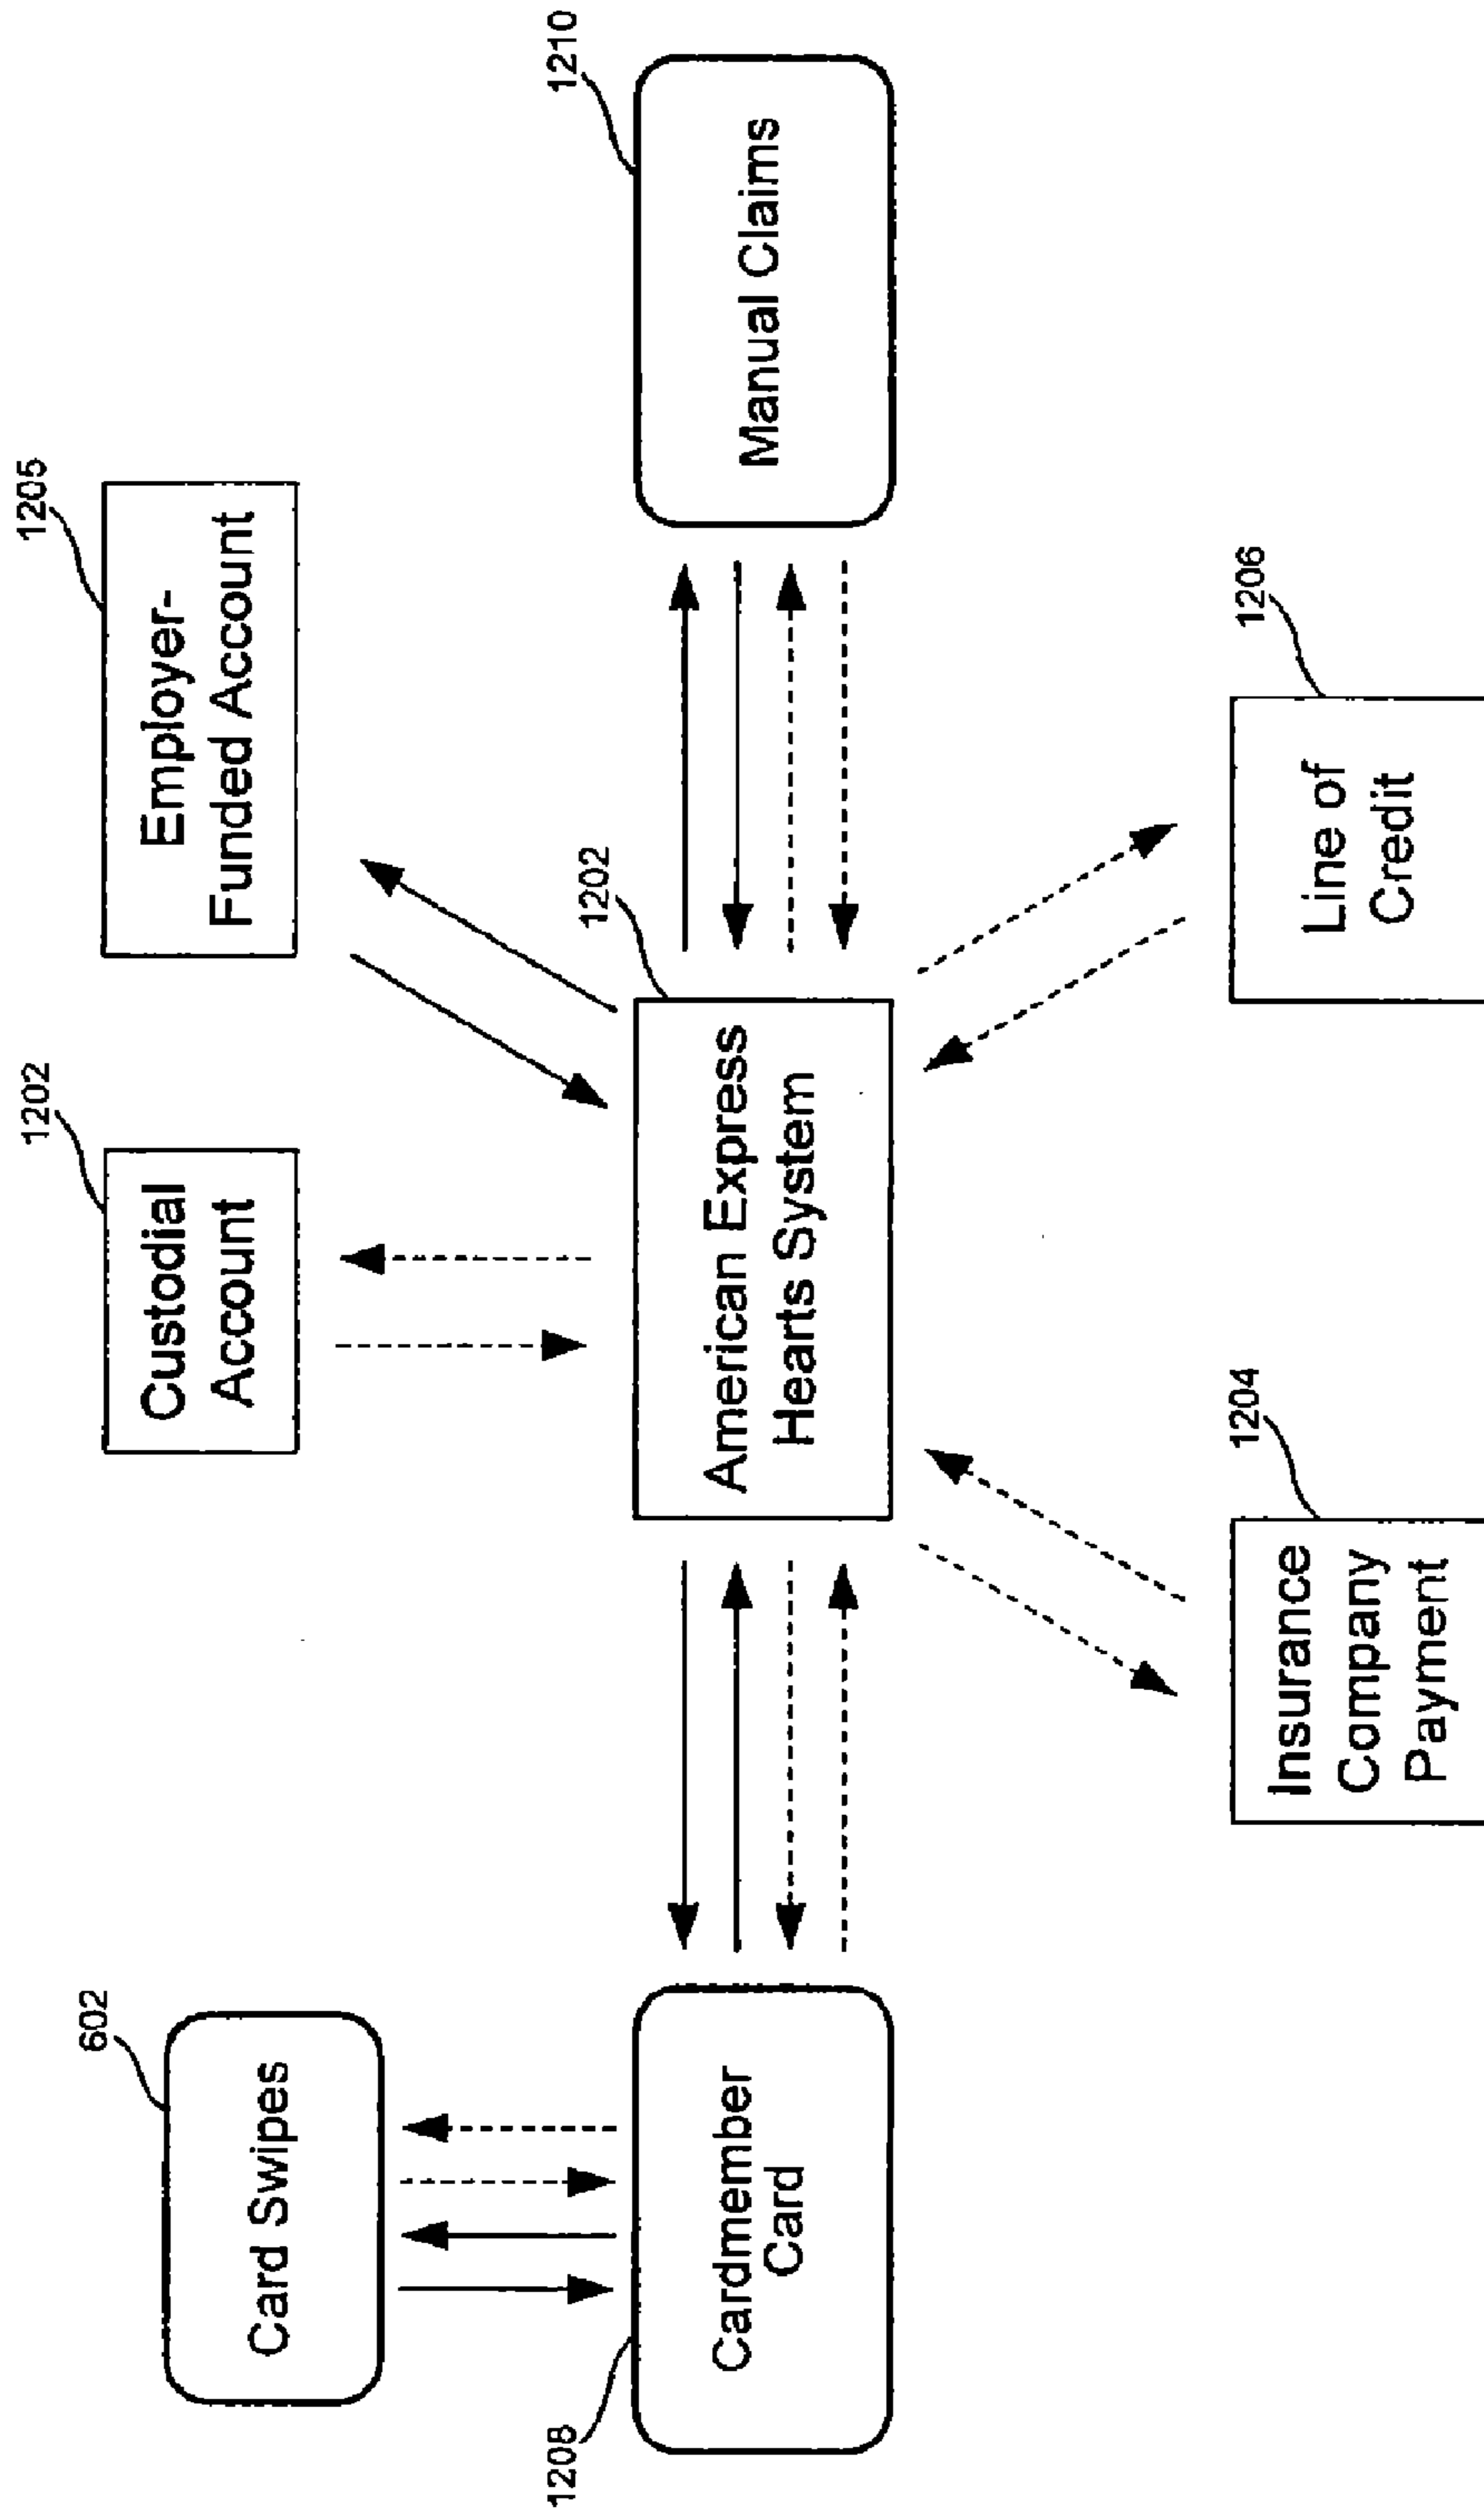 602
Card Swipes
1208
Cardmember
Card
1202
Custodial
Account
1205
Employer-
Funded Account
1202
American Express
Hearts System
1210
Manual Claims
1204
Insurance
Company
Payment
1206
Line of
Credit